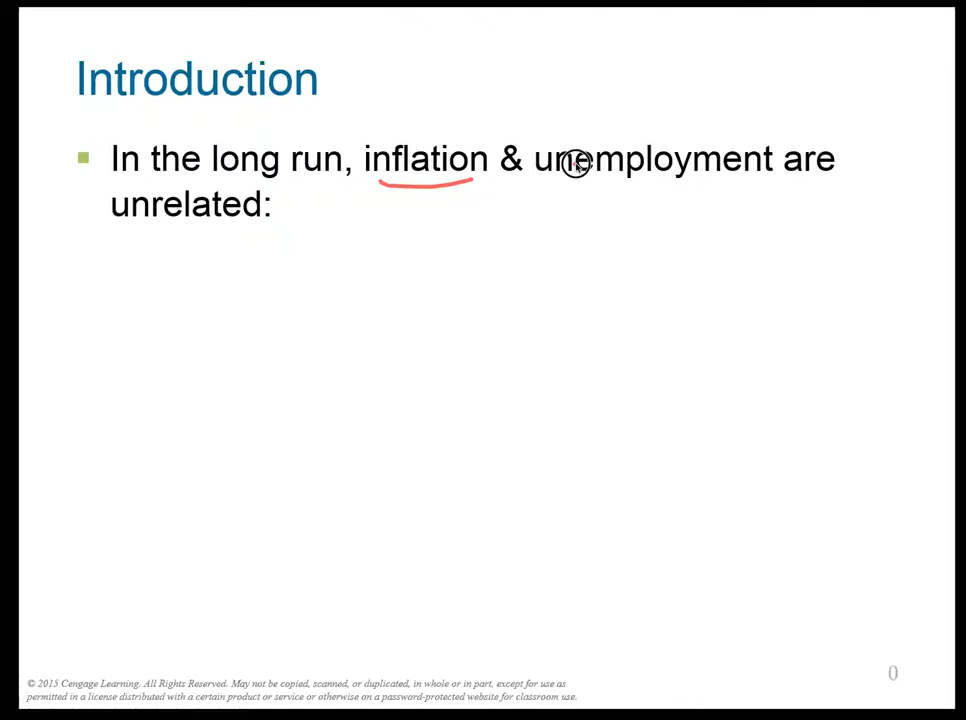 Introduction
In the long run, inflation & unemployment are
unrelated:
© 2015 Cengage Learning. All Rights Reserved. May not be copied, scanned, or duplicated, in whole or in part, except for use as
permitted in a license distributed with a certain product or service or otherwise on a password-protected website for classroom use.
0